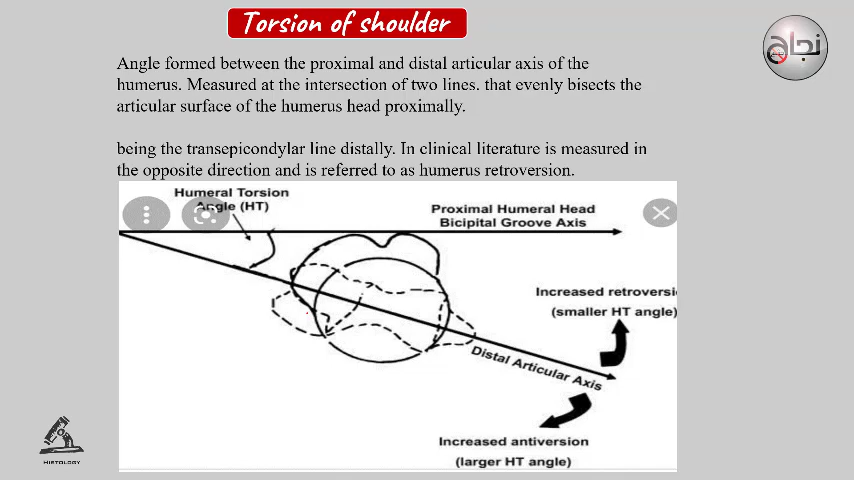 Torsion of shoulder
Angle formed between the proximal and distal articular axis of the
humerus. Measured at the intersection of two lines. that evenly bisects the
articular surface of the humerus head proximally.
being the transepicondylar line distally. In clinical literature is measured in
the opposite direction and is referred to as humerus retroversion.
Humeral Torsion
Angle (HT)
Proximal Humeral Head
Bicipital Groove Axis
Increased retroversi
(smaller HT angle)
Distal Articular Axis
Increased antiversion
(larger HT angle)
HISTOLOGY